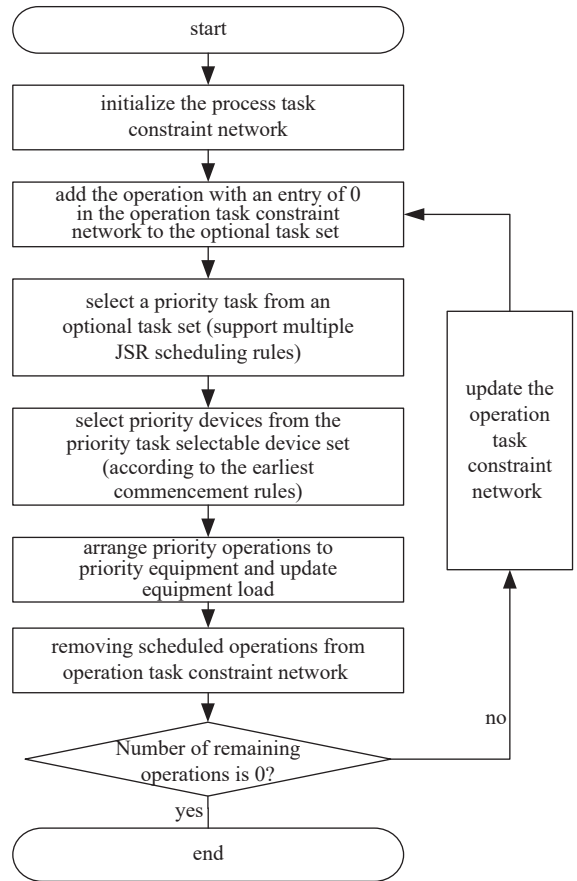 start
initialize the process task
constraint network
add the operation with an entry of 0
in the operation task constraint
network to the optional task set
select a priority task from an
optional task set (support multiple
JSR scheduling rules)
select priority devices from the
priority task selectable device set
(according to the earliest
commencement rules)
arrange priority operations to
priority equipment and update
equipment load
removing scheduled operations from
operation task constraint network
Number of remaining
operations is 0?
no
update the
operation
task
constraint
network
yes
end